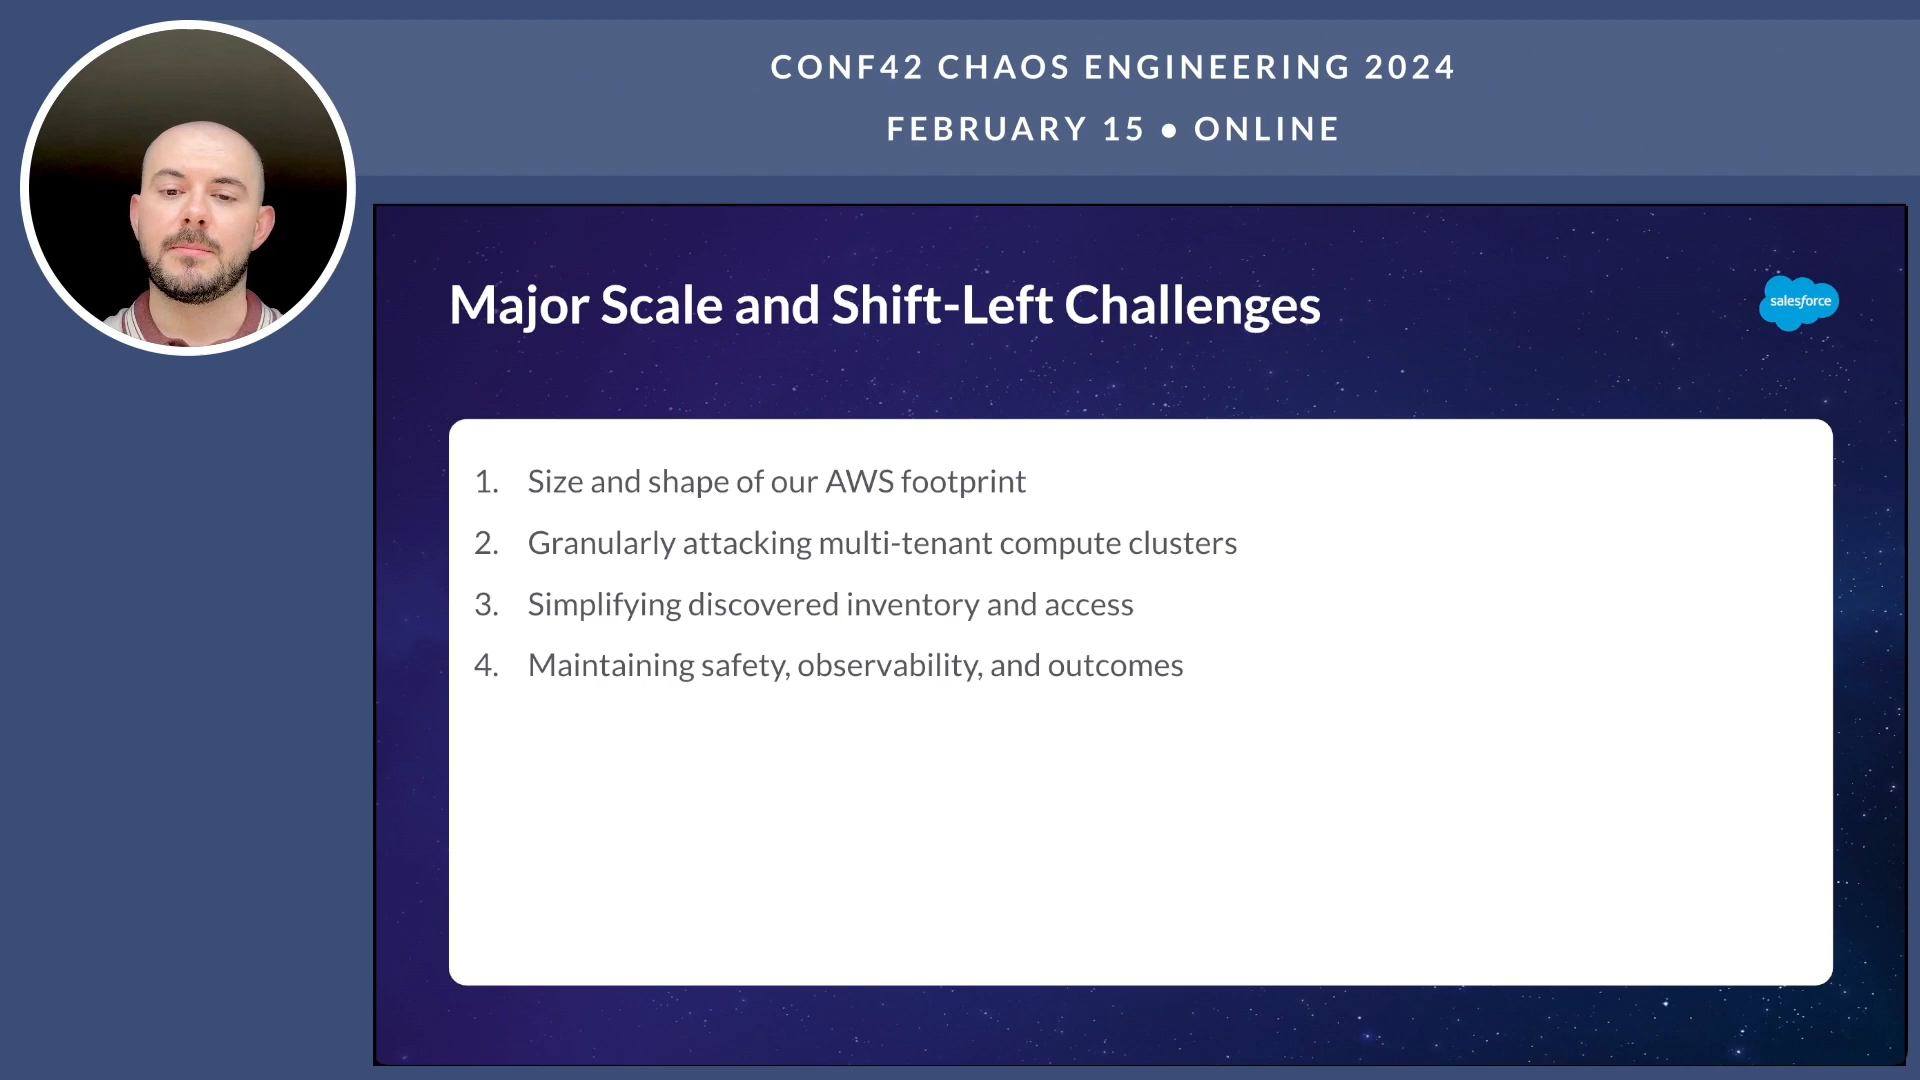 CONF42 CHAOS ENGINEERING 2024
FEBRUARY 15 • ONLINE
Major Scale and Shift-Left Challenges
salesforce
1. Size and shape of our AWS footprint
2. Granularly attacking multi-tenant compute clusters
3. Simplifying discovered inventory and access
4. Maintaining safety, observability, and outcomes